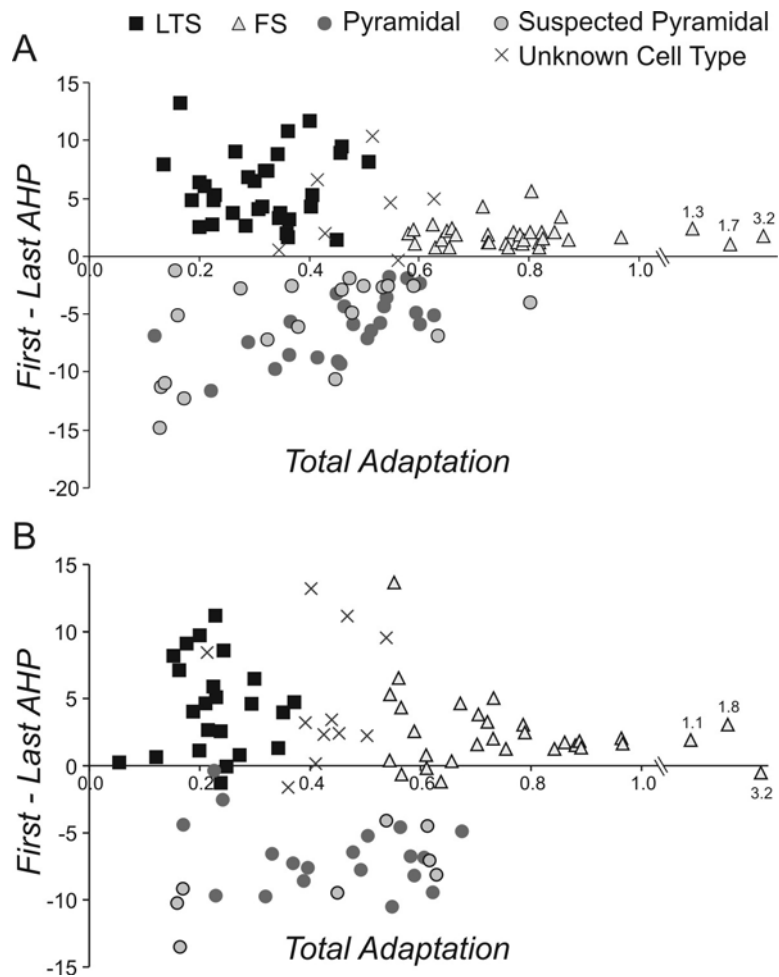 LTS FS Pyramidal Suspected Pyramidal
Unknown Cell Type
A
15
10
5
0
-5
-10
-15
-20
First - Last AHP
0.0 0.2 0.4 0.6 0.8 1.0
1.3 1.7 3.2
Total Adaptation
B
15
10
5
0
-5
-10
-15
First - Last AHP
0.0 0.2 0.4 0.6 0.8 1.0
1.1 1.8 3.2
Total Adaptation